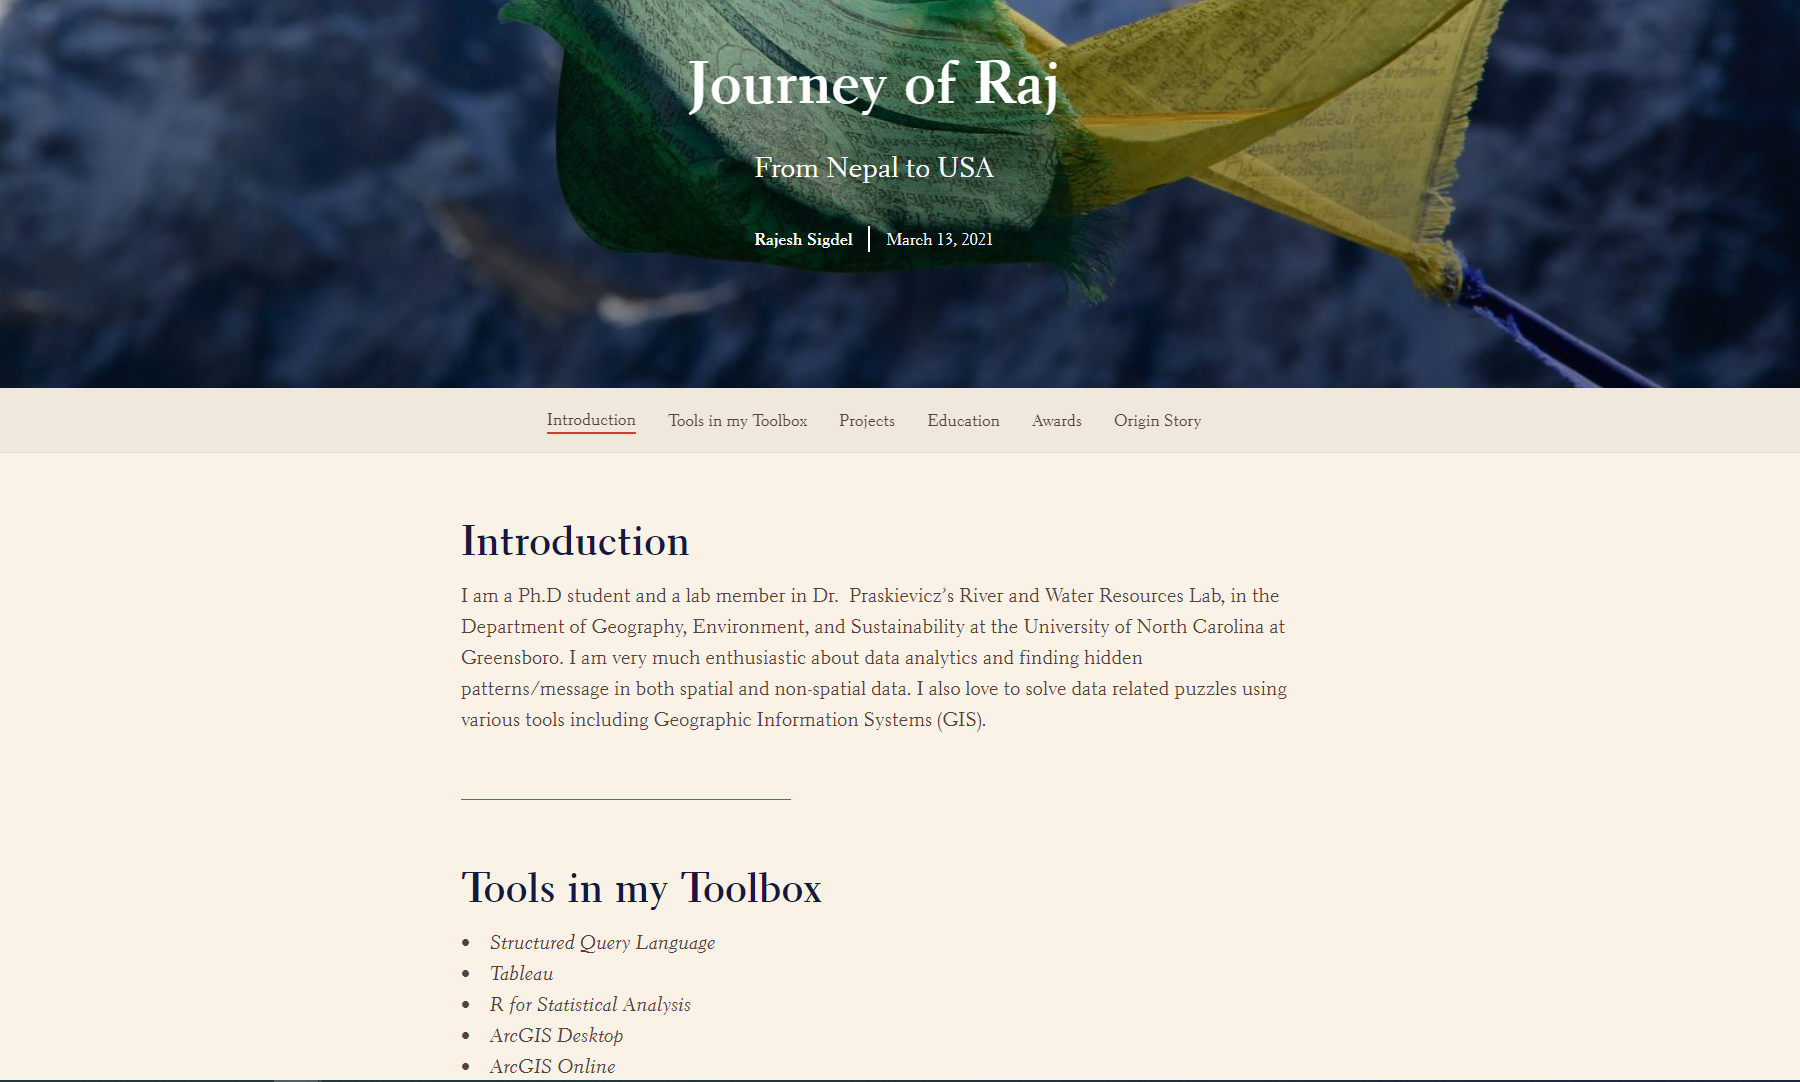 Journey of Raj
From Nepal to USA
Rajesh Sigdel | March 13, 2021
Introduction Tools in my Toolbox Projects Education Awards Origin Story
Introduction
I am a Ph.D student and a lab member in Dr.  Praskievicz’s River and Water Resources Lab, in the
Department of Geography, Environment, and Sustainability at the University of North Carolina at
Greensboro. I am very much enthusiastic about data analytics and finding hidden
patterns/message in both spatial and non-spatial data. I also love to solve data related puzzles using
various tools including Geographic Information Systems (GIS).
Tools in my Toolbox
• Structured Query Language
• Tableau
• R for Statistical Analysis
• ArcGIS Desktop
• ArcGIS Online